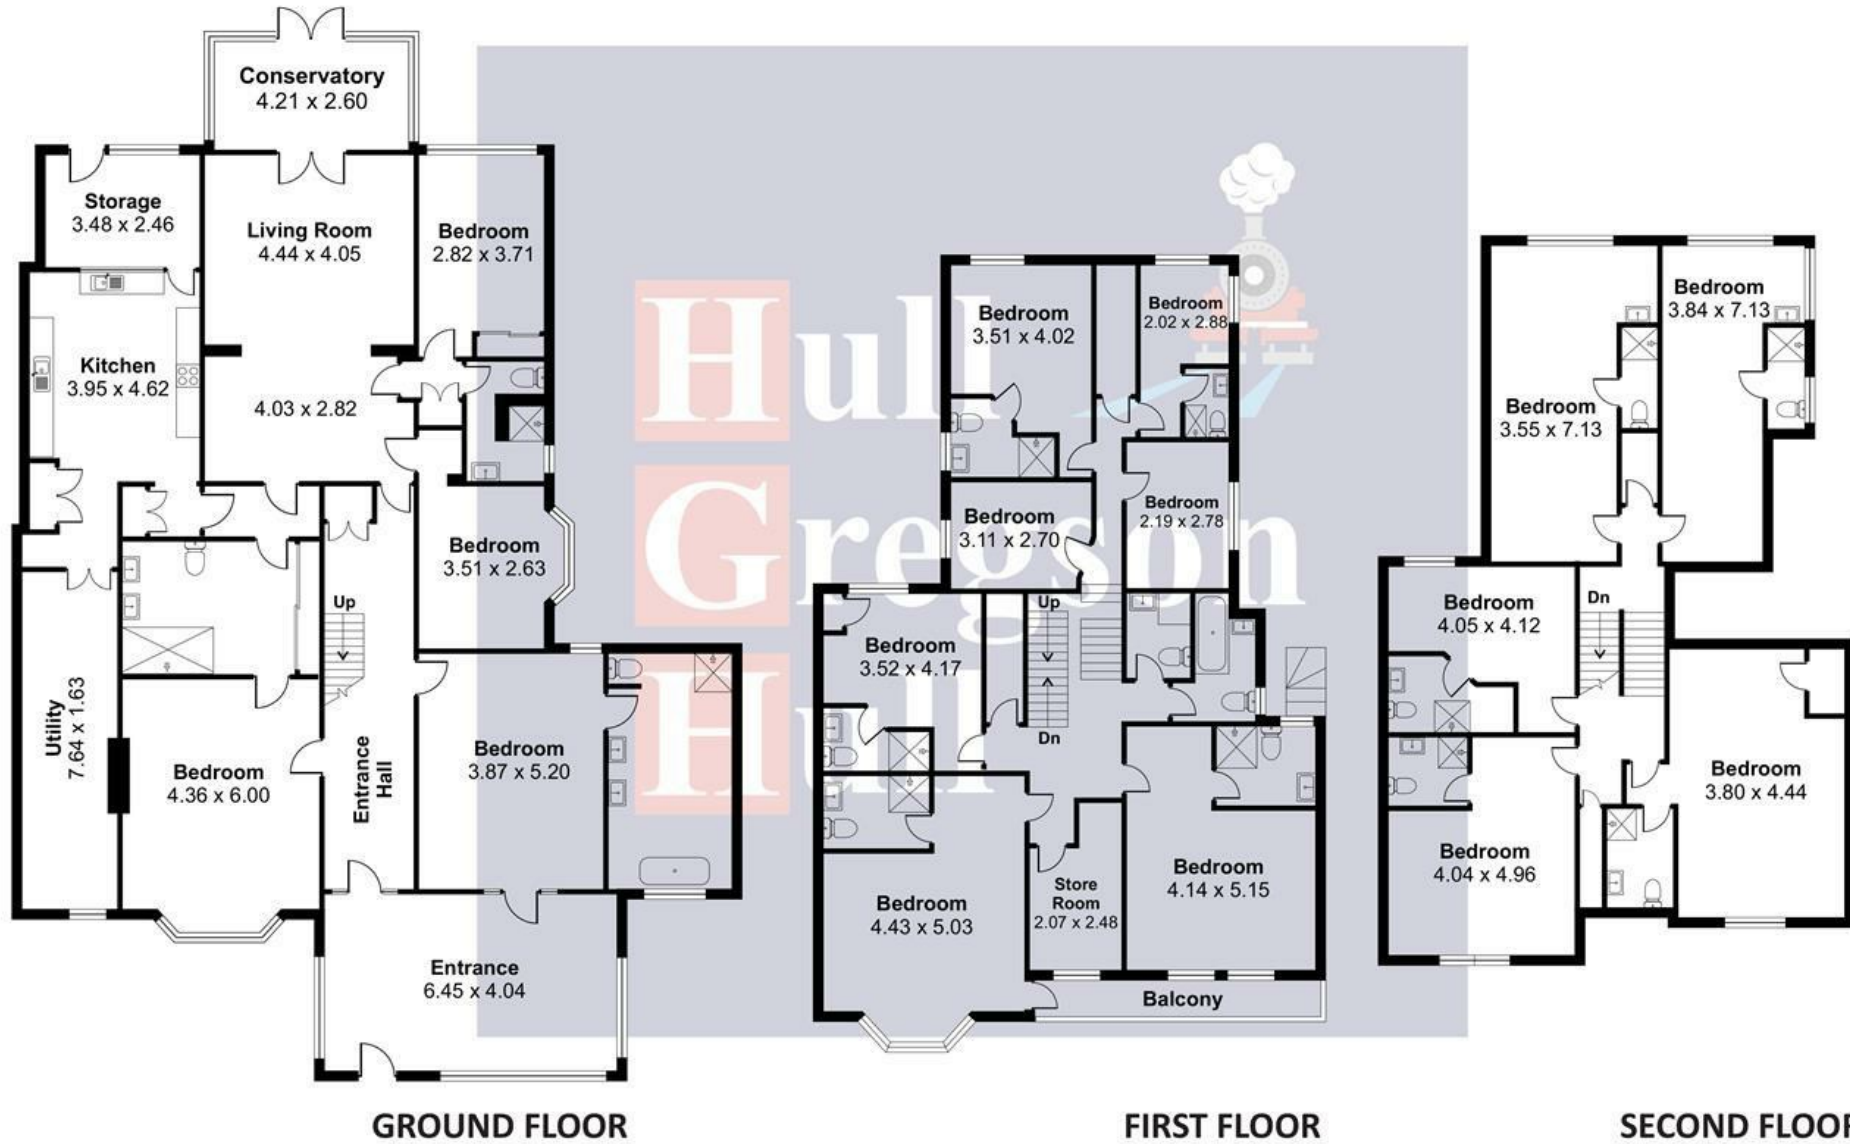 Conservatory
4.21 x 2.60
Storage
3.48 x 2.46
Living Room
4.44 x 4.05
Bedroom
2.82 x 3.71
Kitchen
3.95 x 4.62
4.03 x 2.82
Bedroom
3.51 x 2.63
Up
Utility
7.64 x 1.63
Bedroom
4.36 x 6.00
Entrance
Hall
Bedroom
3.87 x 5.20
Entrance
6.45 x 4.04
GROUND FLOOR
Hull
Gregson
Hull
Bedroom
3.51 x 4.02
Bedroom
2.02 x 2.88
Bedroom
3.11 x 2.70
Bedroom
2.19 x 2.78
Bedroom
3.52 x 4.17
Up
Dn
Bedroom
4.43 x 5.03
Store
Room
2.07 x 2.48
Bedroom
4.14 x 5.15
Balcony
FIRST FLOOR
Bedroom
3.55 x 7.13
Bedroom
3.84 x 7.13
Bedroom
4.05 x 4.12
Dn
Bedroom
3.80 x 4.44
Bedroom
4.04 x 4.96
SECOND FLOOR